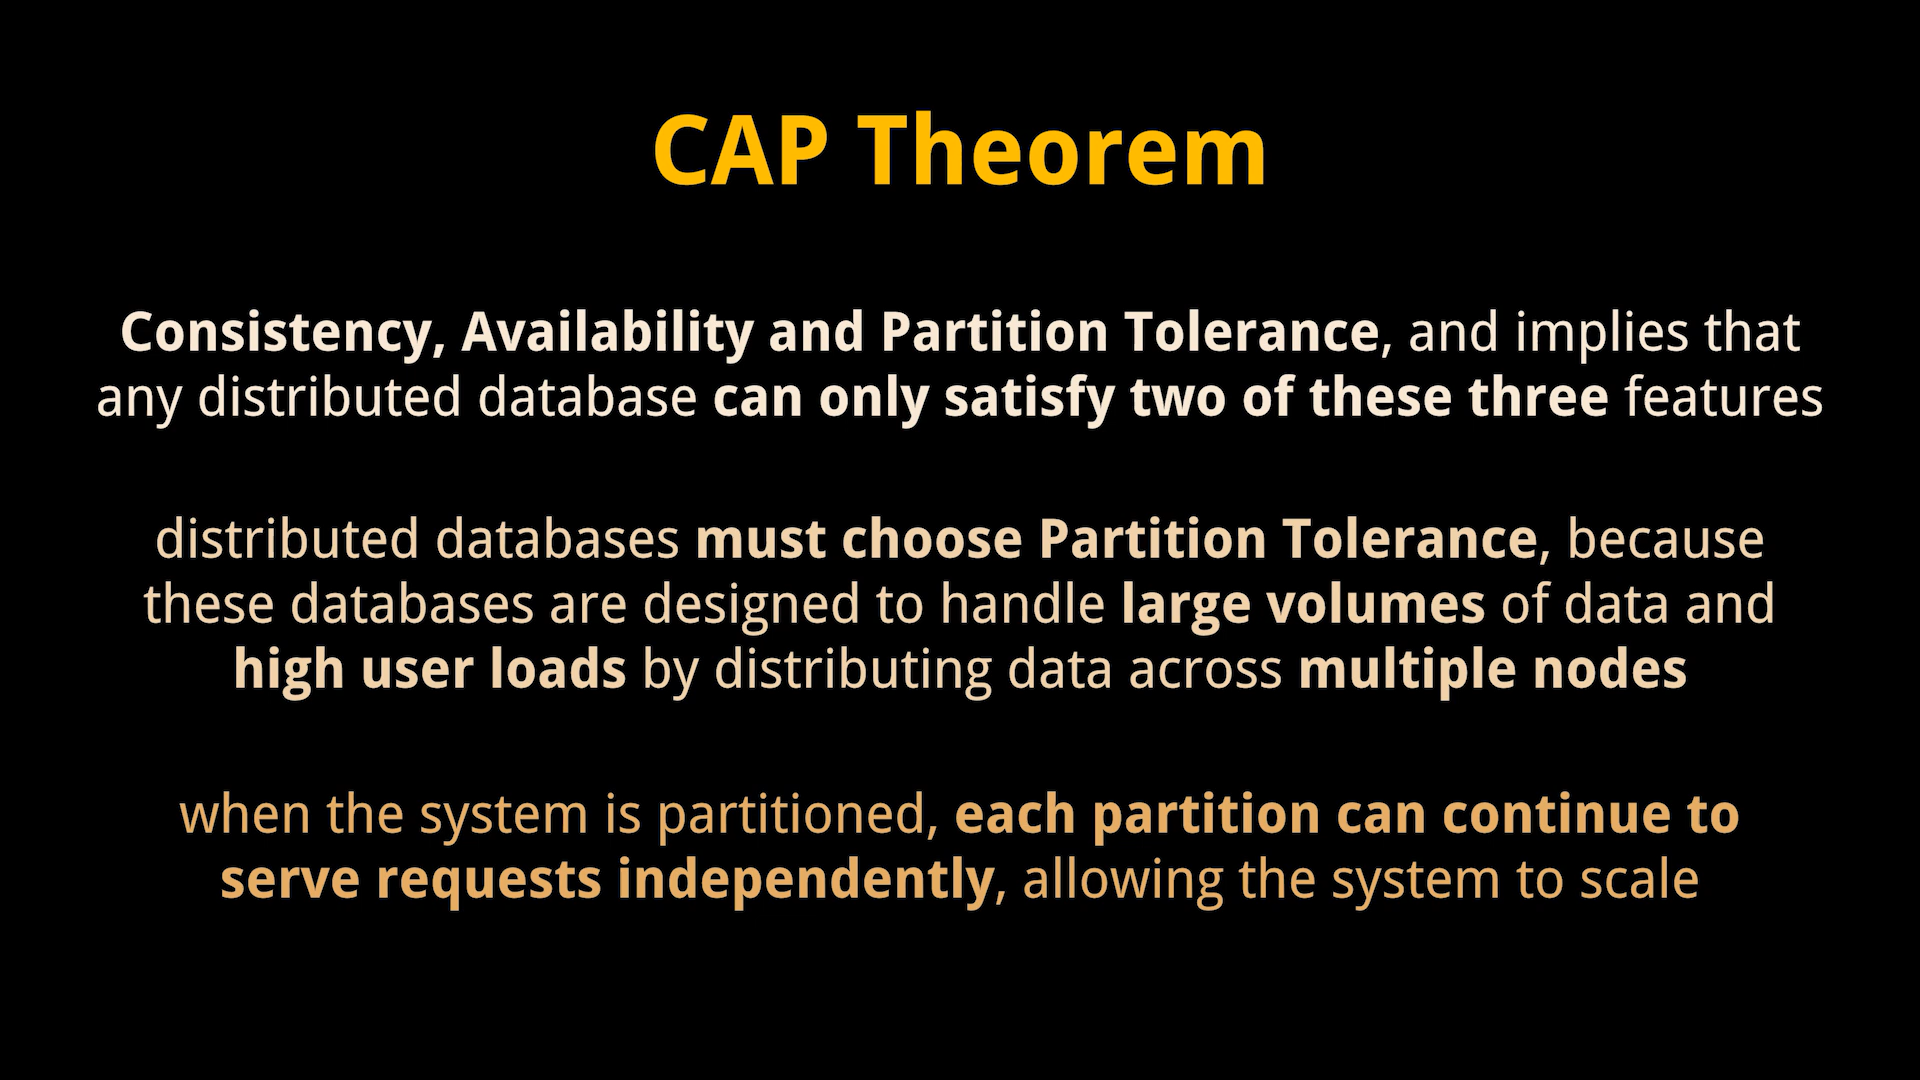 CAP Theorem
Consistency, Availability and Partition Tolerance, and implies that
any distributed database can only satisfy two of these three features
distributed databases must choose Partition Tolerance, because
these databases are designed to handle large volumes of data and
high user loads by distributing data across multiple nodes
when the system is partitioned, each partition can continue to
serve requests independently, allowing the system to scale